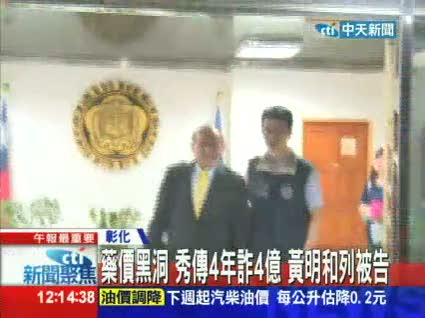 cti 中天新聞
午報最重要 彰化
cti
新聞聚焦
藥價黑洞 秀傳4年詐4億 黃明和列被告
12:14:38 油價調降 下週起汽柴油價 每公升估降0.2元